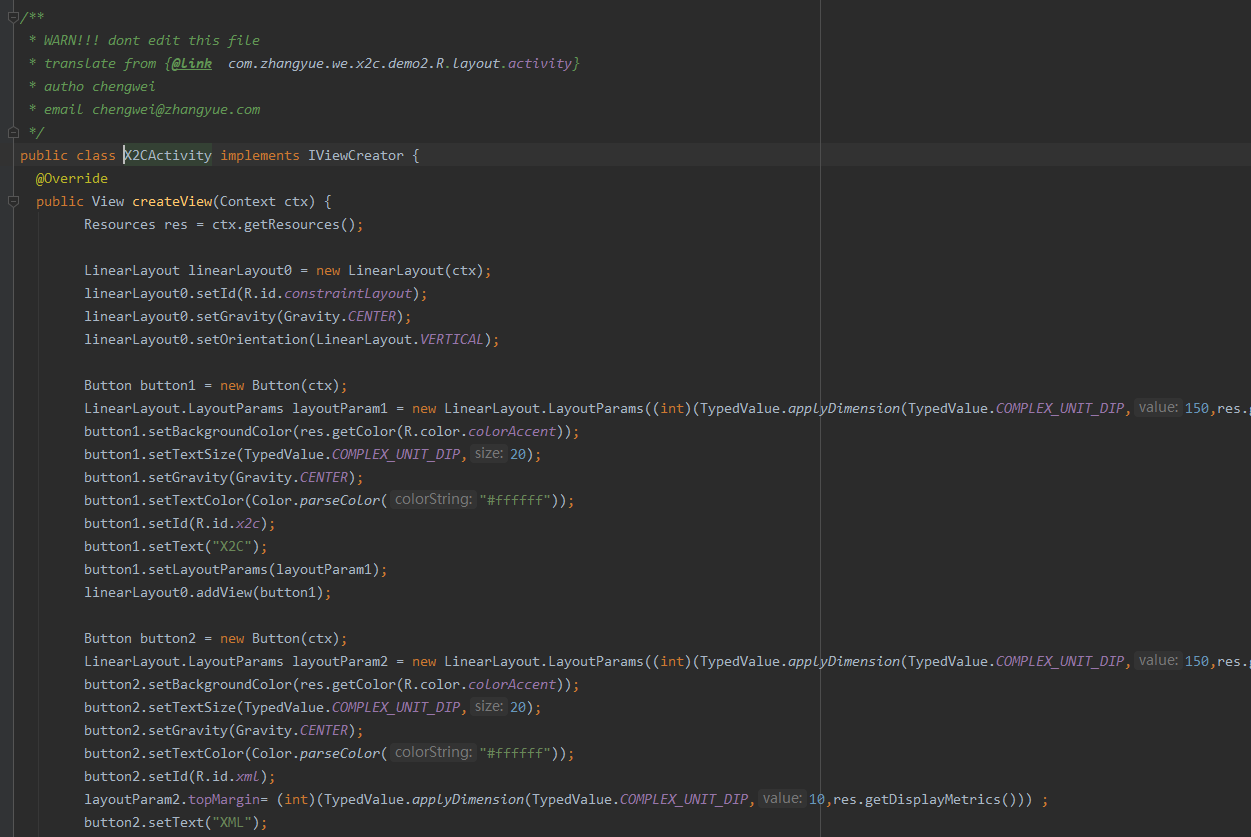 /**
* WARN!!! dont edit this file
* translate from {@link  com.zhangyue.we.x2c.demo2.R.layout.activity}
* autho chengwei
* email chengwei@zhangyue.com
*/
public class X2CActivity implements IViewCreator {
@Override
public View createView(Context ctx) {
Resources res = ctx.getResources();
LinearLayout linearLayout0 = new LinearLayout(ctx);
linearLayout0.setId(R.id.constraintLayout);
linearLayout0.setGravity(Gravity.CENTER);
linearLayout0.setOrientation(LinearLayout.VERTICAL);
Button button1 = new Button(ctx);
LinearLayout.LayoutParams layoutParam1 = new LinearLayout.LayoutParams((int)(TypedValue.applyDimension(TypedValue.COMPLEX_UNIT_DIP, value: 150,res.
button1.setBackgroundColor(res.getColor(R.color.colorAccent));
button1.setTextSize(TypedValue.COMPLEX_UNIT_DIP, size: 20);
button1.setGravity(Gravity.CENTER);
button1.setTextColor(Color.parseColor( colorString: "#ffffff"));
button1.setId(R.id.x2c);
button1.setText("X2C");
button1.setLayoutParams(layoutParam1);
linearLayout0.addView(button1);
Button button2 = new Button(ctx);
LinearLayout.LayoutParams layoutParam2 = new LinearLayout.LayoutParams((int)(TypedValue.applyDimension(TypedValue.COMPLEX_UNIT_DIP, value: 150,res.
button2.setBackgroundColor(res.getColor(R.color.colorAccent));
button2.setTextSize(TypedValue.COMPLEX_UNIT_DIP, size: 20);
button2.setGravity(Gravity.CENTER);
button2.setTextColor(Color.parseColor( colorString: "#ffffff"));
button2.setId(R.id.xml);
layoutParam2.topMargin= (int)(TypedValue.applyDimension(TypedValue.COMPLEX_UNIT_DIP, value: 10,res.getDisplayMetrics())) ;
button2.setText("XML");